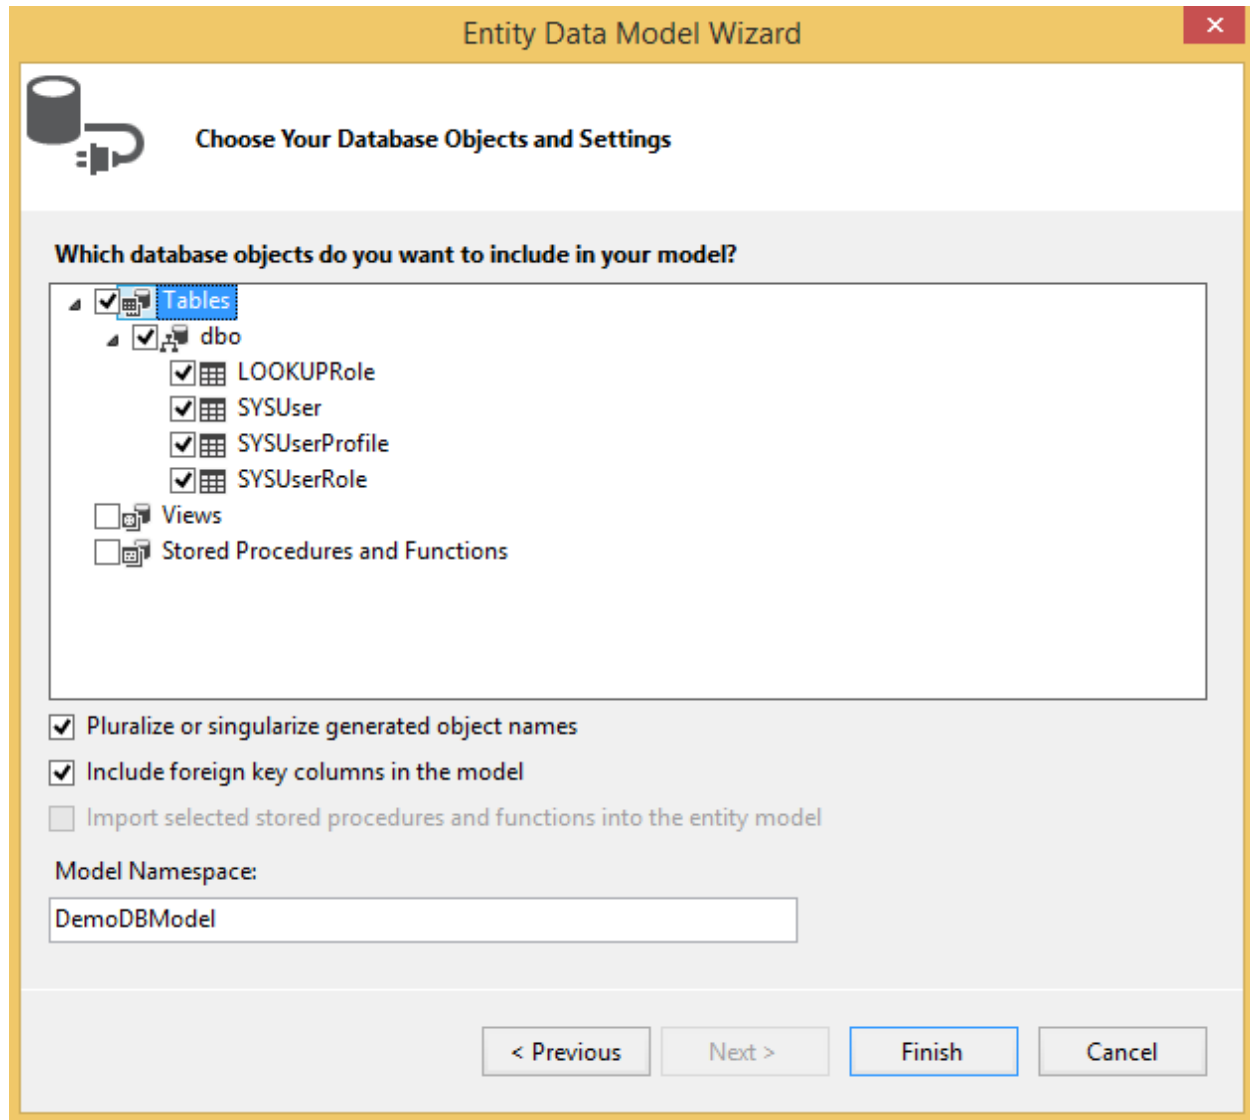 Entity Data Model Wizard
Choose Your Database Objects and Settings
Which database objects do you want to include in your model?
Tables
dbo
LOOKUPRole
SYSUser
SYSUserProfile
SYSUserRole
Views
Stored Procedures and Functions
Pluralize or singularize generated object names
Include foreign key columns in the model
Import selected stored procedures and functions into the entity model
Model Namespace:
DemoDBModel
< Previous Next > Finish Cancel